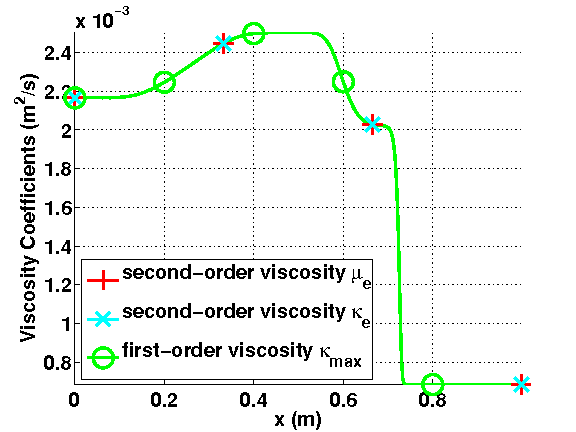 x 10⁻³
2.4
2.2
2
1.8
1.6
1.4
1.2
1
0.8
Viscosity Coefficients (m²/s)
second−order viscosity μₑ
second−order viscosity κₑ
first−order viscosity κ_max
0
0.2
0.4
0.6
0.8
x (m)